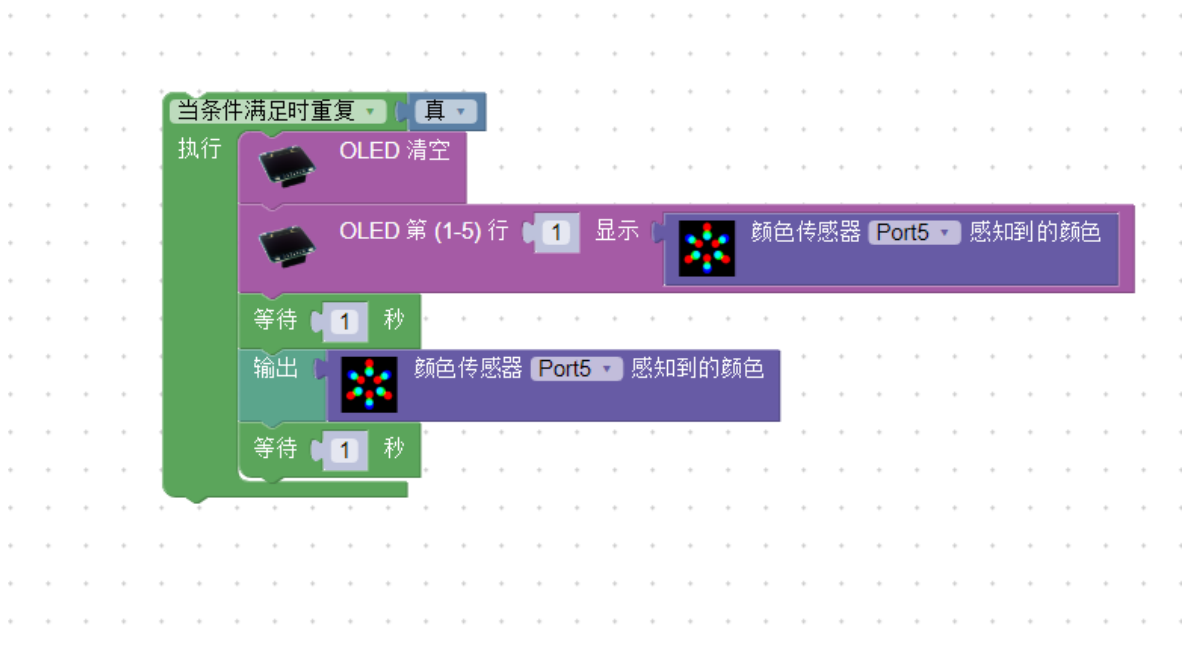 当条件满足时重复 真
执行
OLED 清空
OLED 第 (1-5) 行 1 显示 颜色传感器 Port5 感知到的颜色
等待 1 秒
输出 颜色传感器 Port5 感知到的颜色
等待 1 秒